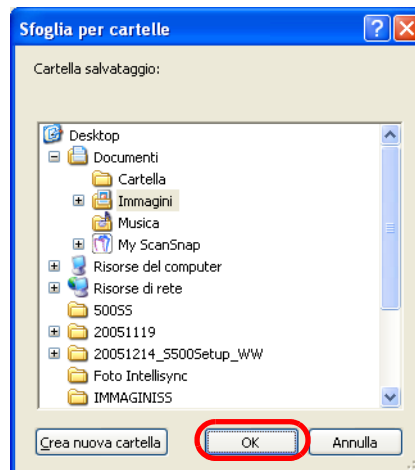 Sfoglia per cartelle
Cartella salvataggio:
Desktop
Documenti
Cartella
Immagini
Musica
My ScanSnap
Risorse del computer
Risorse di rete
500SS
20051119
20051214_S500Setup_WW
Foto Intellisync
IMMAGINISS
Crea nuova cartella OK Annulla